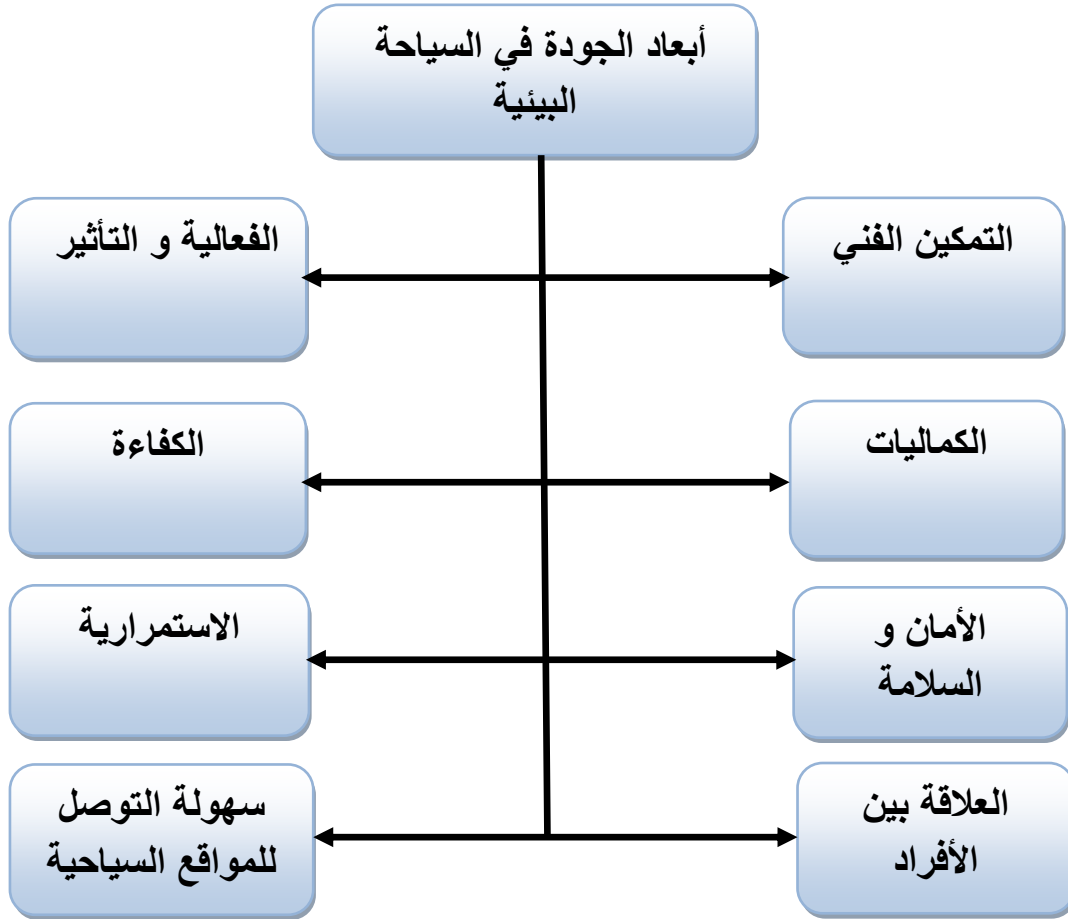 أبعاد الجودة في السياحة
البيئية
التمكين الفني
الفعالية و التأثير
الكماليات
الكفاءة
الأمان و
السلامة
الاستمرارية
العلاقة بين
الأفراد
سهولة التوصل
للمواقع السياحية